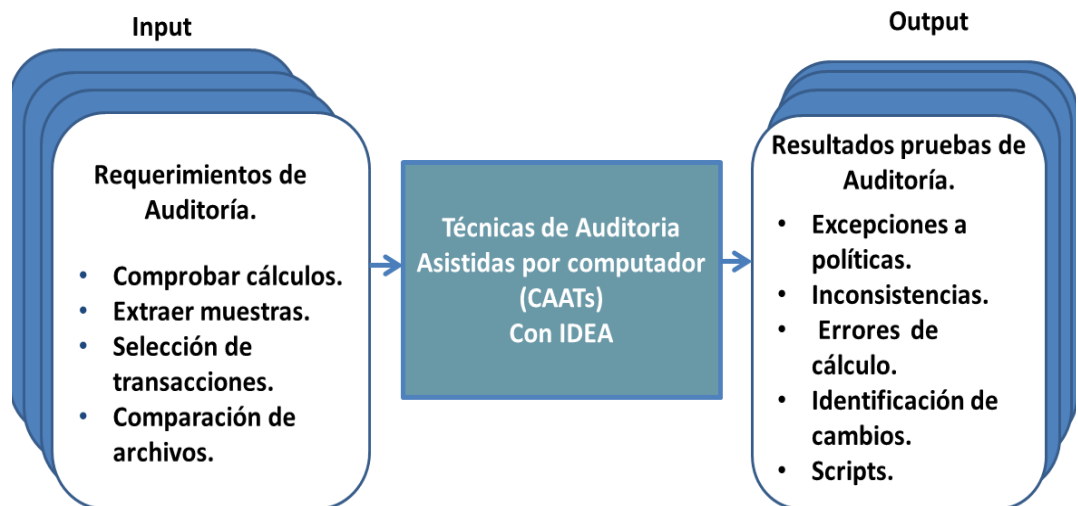 Input
Requerimientos de
Auditoría.
• Comprobar cálculos.
• Extraer muestras.
• Selección de
transacciones.
• Comparación de
archivos.
Técnicas de Auditoria
Asistidas por computador
(CAATs)
Con IDEA
Output
Resultados pruebas de
Auditoría.
• Excepciones a
políticas.
• Inconsistencias.
• Errores de
cálculo.
• Identificación de
cambios.
• Scripts.